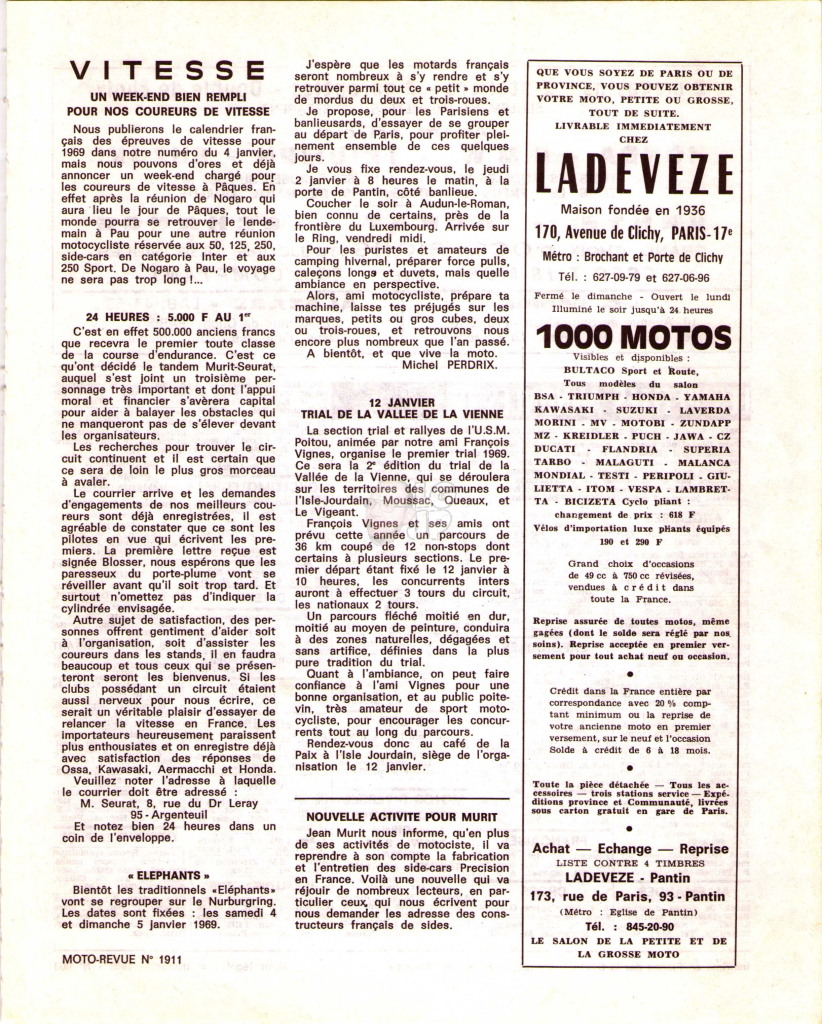 VITESSE
UN WEEK-END BIEN REMPLI
POUR NOS COUREURS DE VITESSE
Nous publierons le calendrier fran-
çais des épreuves de vitesse pour
1969 dans notre numéro du 4 janvier,
mais nous pouvons d'ores et déjà
annoncer un week-end chargé pour
les coureurs de vitesse à Pâques. En
effet après la réunion de Nogaro qui
aura lieu le jour de Pâques, tout le
monde pourra se retrouver le lende-
main à Pau pour une autre réunion
motocycliste réservée aux 50, 125, 250,
side-cars en catégorie Inter et aux
250 Sport. De Nogaro à Pau, le voyage
ne sera pas trop long !...
24 HEURES : 5.000 F AU 1er
C'est en effet 500.000 anciens francs
que recevra le premier toute classe
de la course d'endurance. C'est ce
qu'ont décidé le tandem Murit-Seurat,
auquel s'est joint un troisième per-
sonnage très important et dont l'appui
moral et financier s'avèrera capital
pour aider à balayer les obstacles qui
ne manqueront pas de s'élever devant
les organisateurs.
Les recherches pour trouver le cir-
cuit continuent et il est certain que
ce sera de loin le plus gros morceau
à avaler.
Le courrier arrive et les demandes
d'engagements de nos meilleurs cou-
reurs sont déjà enregistrées, il est
agréable de constater que ce sont les
pilotes en vue qui écrivent les pre-
miers. La première lettre reçue est
signée Blosser, nous espérons que les
paresseux du porte-plume vont se
réveiller avant qu'il soit trop tard. Et
surtout n'omettez pas d'indiquer la
cylindrée envisagée.
Autre sujet de satisfaction, des per-
sonnes offrent gentiment d'aider soit
à l'organisation, soit d'assister les
coureurs dans les stands, il en faudra
beaucoup et tous ceux qui se présen-
teront seront les bienvenus. Si les
clubs possédant un circuit étaient
aussi nerveux pour nous écrire, ce
serait un véritable plaisir d'essayer de
relancer la vitesse en France. Les
importateurs heureusement paraissent
plus enthousiates et on enregistre déjà
avec satisfaction des réponses de
Ossa, Kawasaki, Aermacchi et Honda.
Veuillez noter l'adresse à laquelle
le courrier doit être adressé :
M. Seurat, 8, rue du Dr Leray
95 - Argenteuil
Et notez bien 24 heures dans un
coin de l'enveloppe.
« ELEPHANTS »
Bientôt les traditionnels «Eléphants»
vont se regrouper sur le Nurburgring.
Les dates sont fixées : les samedi 4
et dimanche 5 janvier 1969.
MOTO-REVUE N° 1911
J'espère que les motards français
seront nombreux à s'y rendre et s'y
retrouver parmi tout ce « petit » monde
de mordus du deux et trois-roues.
Je propose, pour les Parisiens et
banlieusards, d'essayer de se grouper
au départ de Paris, pour profiter plei-
nement ensemble de ces quelques
jours.
Je vous fixe rendez-vous, le jeudi
2 janvier à 8 heures le matin, à la
porte de Pantin, côté banlieue.
Coucher le soir à Audun-le-Roman,
bien connu de certains, près de la
frontière du Luxembourg. Arrivée sur
le Ring, vendredi midi.
Pour les puristes et amateurs de
camping hivernal, préparer force pulls,
caleçons longs et duvets, mais quelle
ambiance en perspective.
Alors, ami motocycliste, prépare ta
machine, laisse tes préjugés sur les
marques, petits ou gros cubes, deux
ou trois-roues, et retrouvons nous
encore plus nombreux que l'an passé.
A bientôt, et que vive la moto.
Michel PERDRIX.
12 JANVIER
TRIAL DE LA VALLEE DE LA VIENNE
La section trial et rallyes de l'U.S.M.
Poitou, animée par notre ami François
Vignes, organise le premier trial 1969.
Ce sera la 2e édition du trial de la
Vallée de la Vienne, qui se déroulera
sur les territoires des communes de
l'Isle-Jourdain, Moussac, Queaux, et
Le Vigeant.
François Vignes et ses amis ont
prévu cette année un parcours de
36 km coupé de 12 non-stops dont
certains à plusieurs sections. Le pre-
mier départ étant fixé le 12 janvier à
10 heures, les concurrents inters
auront à effectuer 3 tours du circuit,
les nationaux 2 tours.
Un parcours fléché moitié en dur,
moitié au moyen de peinture, conduira
à des zones naturelles, dégagées et
sans artifice, définies dans la plus
pure tradition du trial.
Quant à l'ambiance, on peut faire
confiance à l'ami Vignes pour une
bonne organisation, et au public poite-
vin, très amateur de sport moto-
cycliste, pour encourager les concur-
rents tout au long du parcours.
Rendez-vous donc au café de la
Paix à l'Isle Jourdain, siège de l'orga-
nisation le 12 janvier.
NOUVELLE ACTIVITE POUR MURIT
Jean Murit nous informe, qu'en plus
de ses activités de motociste, il va
reprendre à son compte la fabrication
et l'entretien des side-cars Precision
en France. Voilà une nouvelle qui va
réjouir de nombreux lecteurs, en par-
ticulier ceux, qui nous écrivent pour
nous demander les adresse des cons-
tructeurs français de sides.
QUE VOUS SOYEZ DE PARIS OU DE
PROVINCE, VOUS POUVEZ OBTENIR
VOTRE MOTO, PETITE OU GROSSE,
TOUT DE SUITE.
LIVRABLE IMMEDIATEMENT
CHEZ
LADEVEZE
Maison fondée en 1936
170, Avenue de Clichy, PARIS-17e
Métro : Brochant et Porte de Clichy
Tél. : 627-09-79 et 627-06-96
Fermé le dimanche - Ouvert le lundi
Illuminé le soir jusqu'à 24 heures
1000 MOTOS
Visibles et disponibles :
BULTACO Sport et Route,
Tous modèles du salon
BSA - TRIUMPH - HONDA - YAMAHA
KAWASAKI - SUZUKI - LAVERDA
MORINI - MV - MOTOBI - ZUNDAPP
MZ - KREIDLER - PUCH - JAWA - CZ
DUCATI - FLANDRIA - SUPERIA
TARBO - MALAGUTI - MALANCA
MONDIAL - TESTI - PERIPOLI - GIU-
LIETTA - ITOM - VESPA - LAMBRET-
TA - BICIZETA Cyclo pliant :
changement de prix : 618 F
Vélos d'importation luxe pliants équipés
190 et 290 F
Grand choix d'occasions
de 49 cc à 750 cc révisées,
vendues à crédit dans
toute la France.
Reprise assurée de toutes motos, même
gagées (dont le solde sera réglé par nos
soins). Reprise acceptée en premier ver-
sement pour tout achat neuf ou occasion.
Crédit dans la France entière par
correspondance avec 20 % comp-
tant minimum ou la reprise de
votre ancienne moto en premier
versement, sur le neuf et l'occasion
Solde à crédit de 6 à 18 mois.
Toute la pièce détachée — Tous les ac-
cessoires — trois stations service — Expé-
ditions province et Communauté, livrées
sous carton gratuit en gare de Paris.
Achat — Echange — Reprise
LISTE CONTRE 4 TIMBRES
LADEVEZE - Pantin
173, rue de Paris, 93 - Pantin
(Métro : Eglise de Pantin)
Tél. : 845-20-90
LE SALON DE LA PETITE ET DE
LA GROSSE MOTO